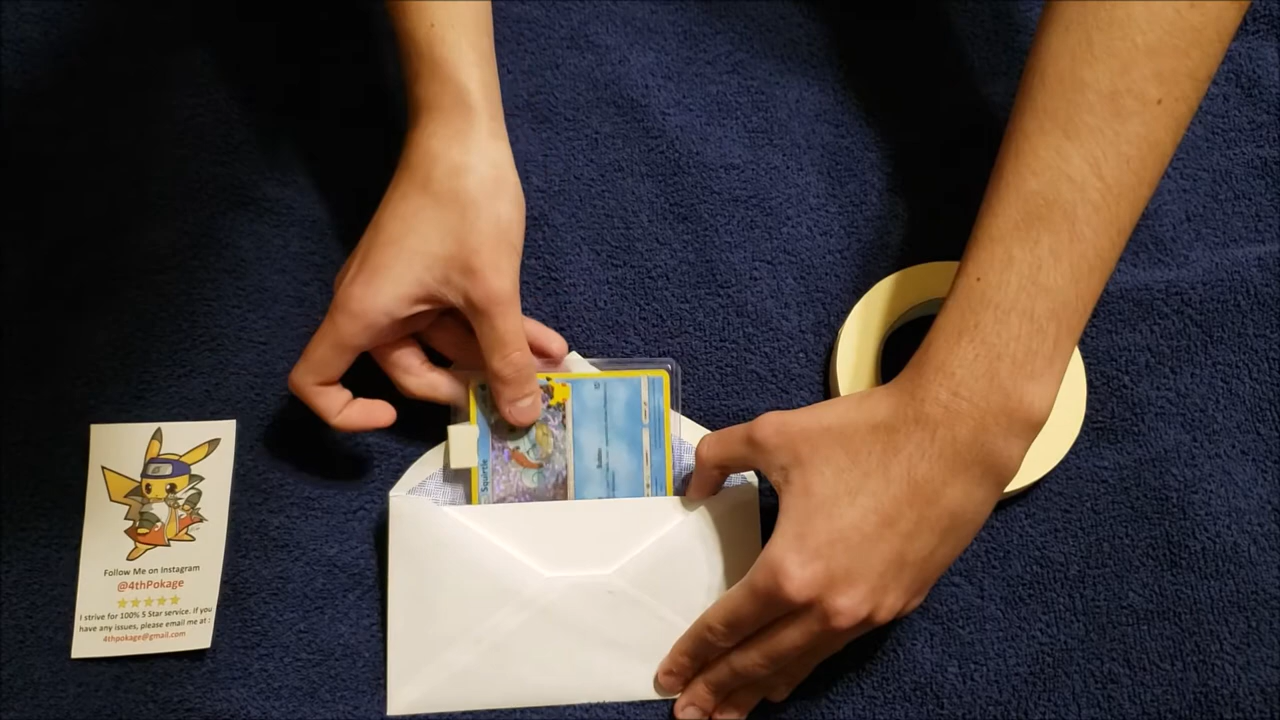 Follow Me on Instagram
@4thPokage
I strive for 100% 5 Star service. If you
have any issues, please email me at :
4thpokage@gmail.com
Squirtle